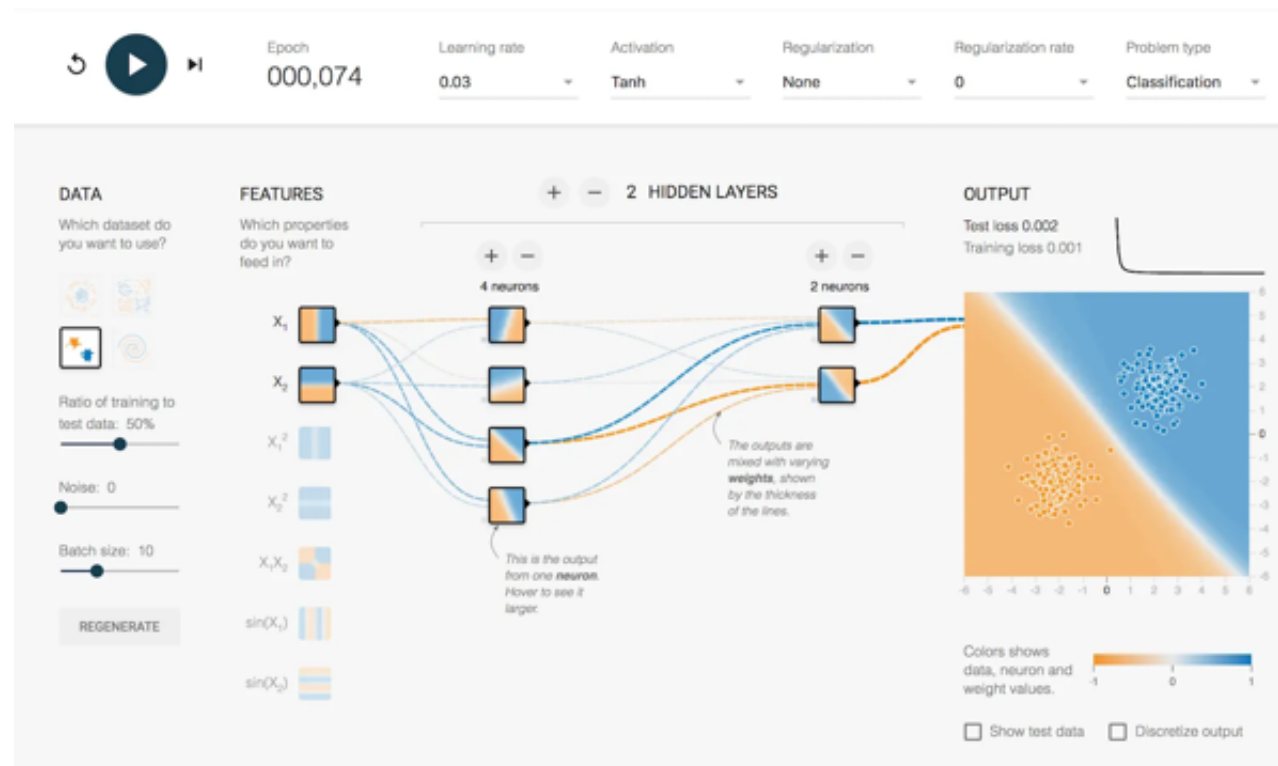 Epoch
000,074
Learning rate
0.03
Activation
Tanh
Regularization
None
Regularization rate
0
Problem type
Classification
DATA
Which dataset do
you want to use?
Ratio of training to
test data: 50%
Noise: 0
Batch size: 10
REGENERATE
FEATURES
Which properties
do you want to
feed in?
X₁
X₂
X₁²
X₂²
X₁X₂
sin(X₁)
sin(X₂)
+ − 2 HIDDEN LAYERS
+ −
4 neurons
+ −
2 neurons
This is the output
from one neuron.
Hover to see it
larger.
The outputs are
mixed with varying
weights, shown
by the thickness
of the lines.
OUTPUT
Test loss 0.002
Training loss 0.001
6
5
4
3
2
1
0
-1
-2
-3
-4
-5
-6
-6 -5 -4 -3 -2 -1 0 1 2 3 4 5 6
Colors shows
data, neuron and
weight values.
-1 0 1
Show test data
Discretize output